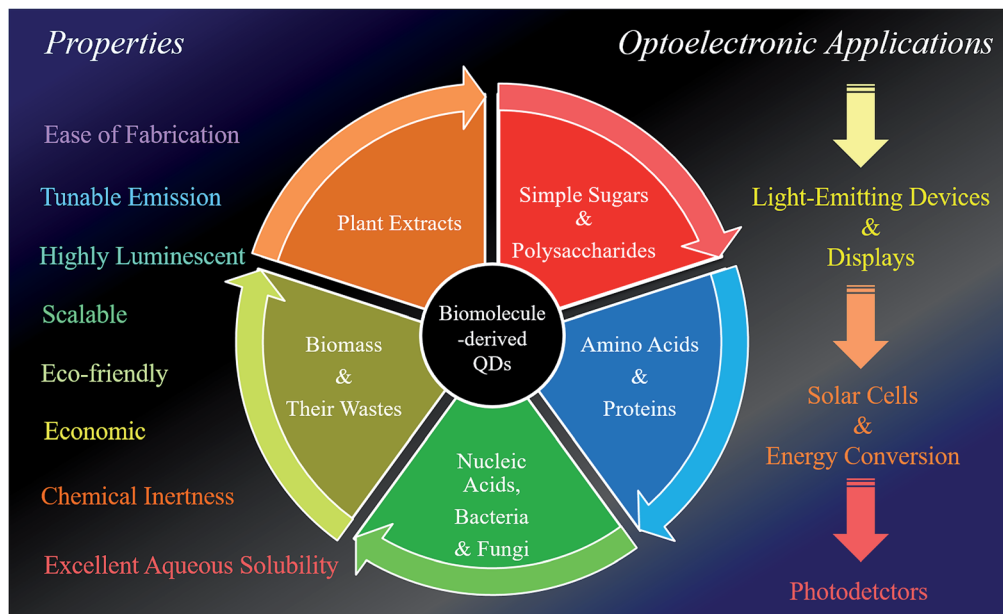 Properties
Ease of Fabrication
Tunable Emission
Highly Luminescent
Scalable
Eco-friendly
Economic
Chemical Inertness
Excellent Aqueous Solubility
Plant Extracts
Simple Sugars
&
Polysaccharides
Biomolecule
-derived
QDs
Biomass
&
Their Wastes
Amino Acids
&
Proteins
Nucleic
Acids,
Bacteria
& Fungi
Optoelectronic Applications
Light-Emitting Devices
&
Displays
Solar Cells
&
Energy Conversion
Photodetctors